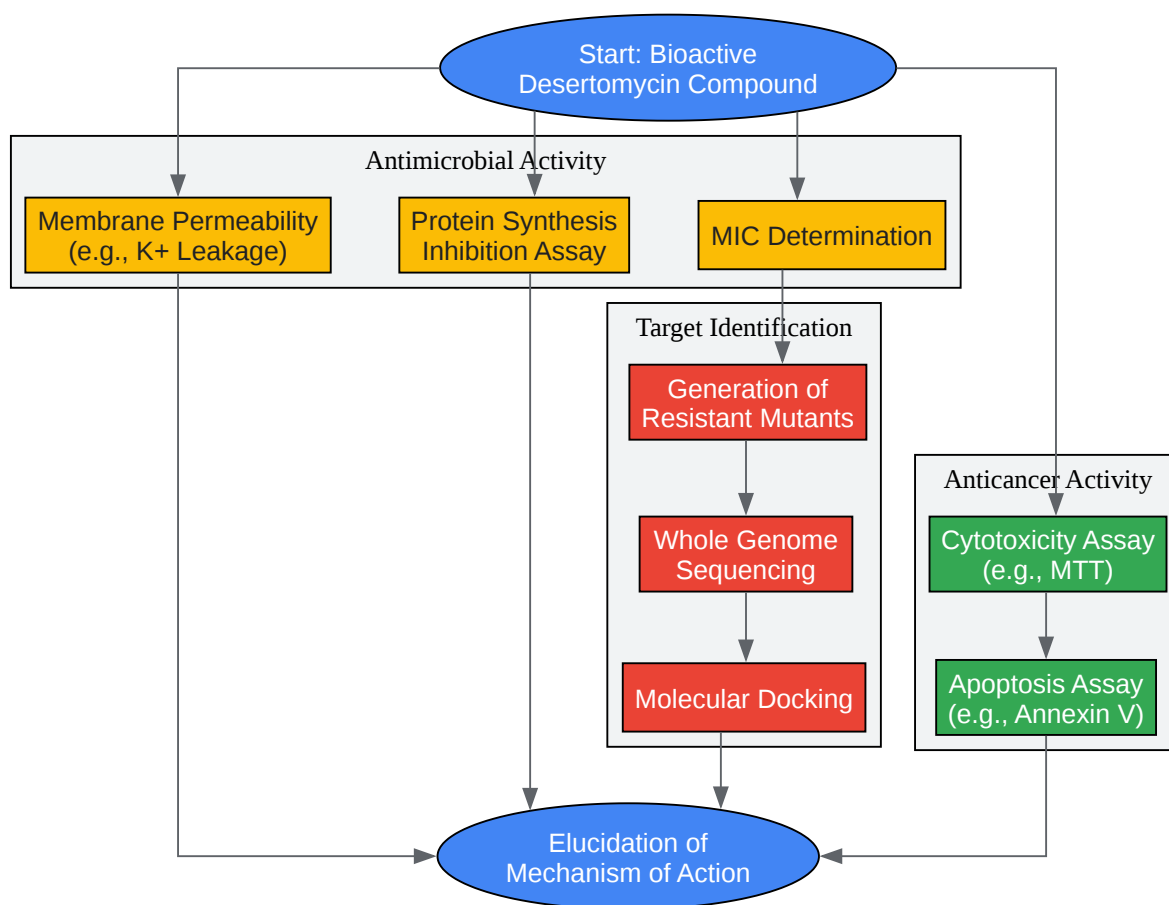 Start: Bioactive
Desertomycin Compound
Antimicrobial Activity
Membrane Permeability
(e.g., K+ Leakage)
Protein Synthesis
Inhibition Assay
MIC Determination
Target Identification
Generation of
Resistant Mutants
Whole Genome
Sequencing
Molecular Docking
Anticancer Activity
Cytotoxicity Assay
(e.g., MTT)
Apoptosis Assay
(e.g., Annexin V)
Elucidation of
Mechanism of Action